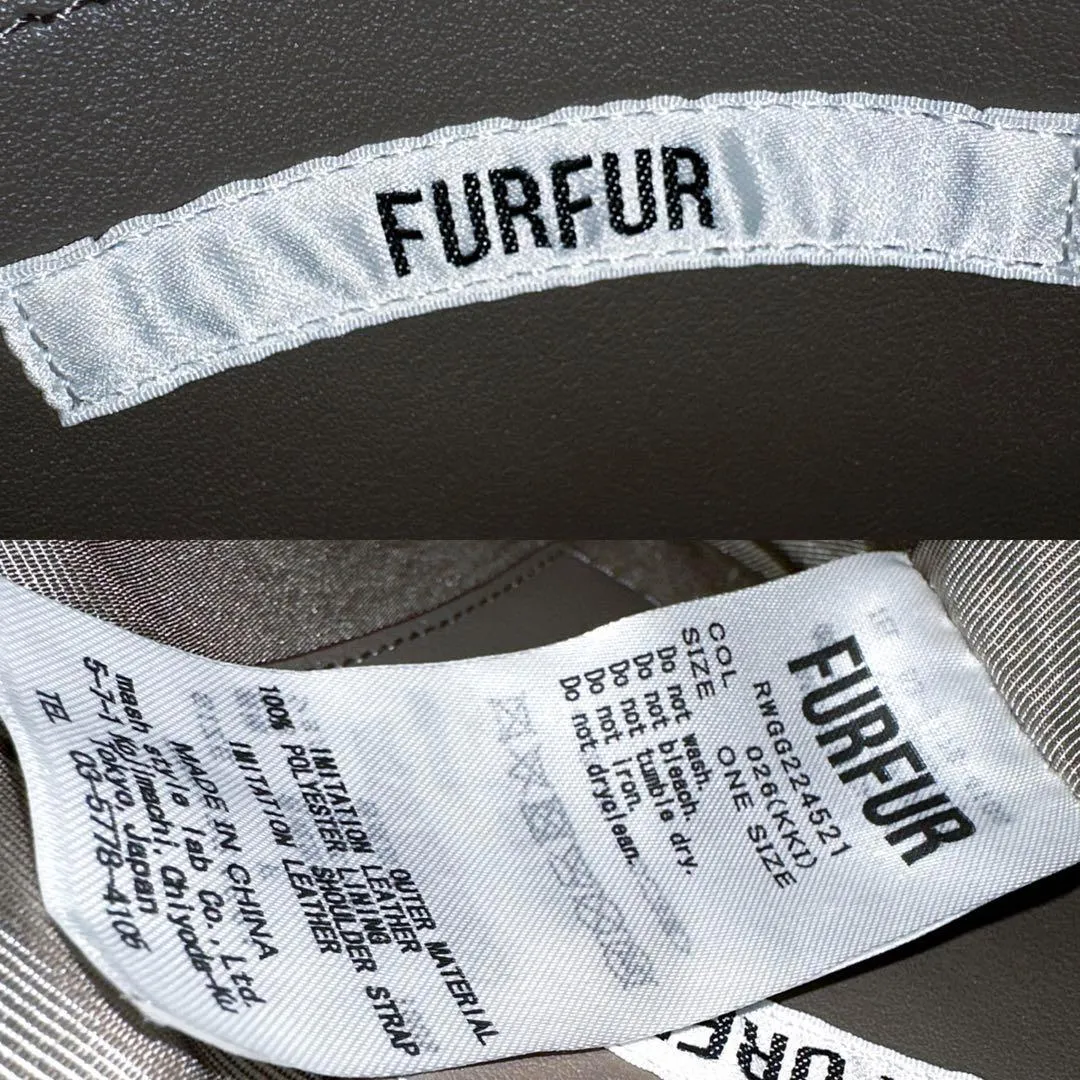 FURFUR
FURFUR
RWGG224521
COL 026(KKI)
SIZE ONE SIZE
Do not wash.
Do not bleach.
Do not tumble dry.
Do not iron.
Do not dryclean.
OUTER MATERIAL
IMITATION LEATHER
LINING
100% POLYESTER
SHOULDER STRAP
IMITATION LEATHER
MADE IN CHINA
mash style lab Co., Ltd.
5-7-1 Kojimachi, Chiyoda-ku
Tokyo, Japan
TEL 03-5778-4106
FURF